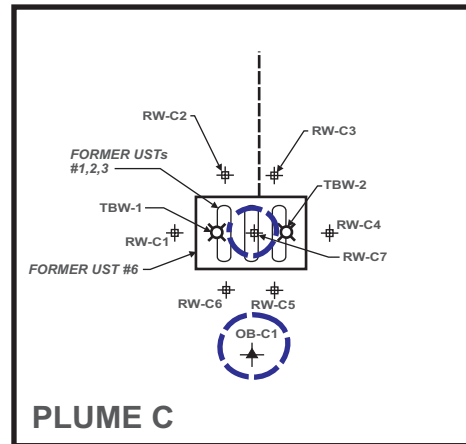 RW-C2
RW-C3
FORMER USTs
#1,2,3
TBW-2
TBW-1
RW-C4
RW-C1
RW-C7
FORMER UST #6
RW-C6
RW-C5
OB-C1
PLUME C